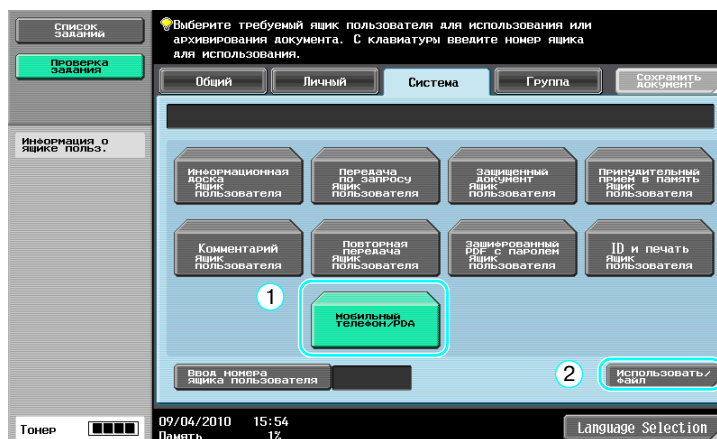 Список
заданий
Проверка
задания
Информация о
ящике польз.
Выберите требуемый ящик пользователя для использования или
архивирования документа. С клавиатуры введите номер ящика
для использования.
Общий
Личный
Система
Группа
Сохранить
документ
Информационная
доска
Ящик
пользователя
Передача
по запросу
Ящик
пользователя
Защищенный
документ
Ящик
пользователя
Принудительный
прием в память
Ящик
пользователя
Комментарий
Ящик
пользователя
Повторная
передача
Ящик
пользователя
Зашифрованный
PDF с паролем
Ящик
пользователя
ID и печать
Ящик
пользователя
1
Мобильный
телефон/PDA
Ввод номера
ящика пользователя
2
Использовать/
файл
Тонер
09/04/2010 15:54
Память 1%
Language Selection